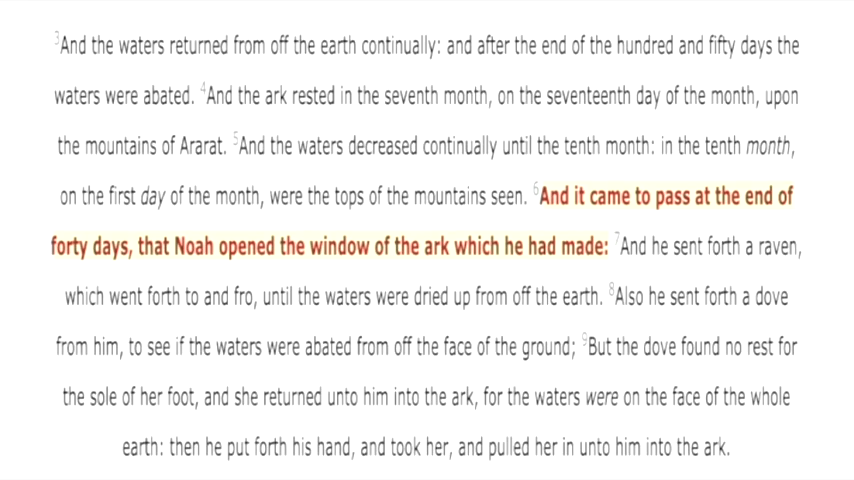 3And the waters returned from off the earth continually: and after the end of the hundred and fifty days the
waters were abated. 4And the ark rested in the seventh month, on the seventeenth day of the month, upon
the mountains of Ararat. 5And the waters decreased continually until the tenth month: in the tenth month,
on the first day of the month, were the tops of the mountains seen. 6And it came to pass at the end of
forty days, that Noah opened the window of the ark which he had made: 7And he sent forth a raven,
which went forth to and fro, until the waters were dried up from off the earth. 8Also he sent forth a dove
from him, to see if the waters were abated from off the face of the ground; 9But the dove found no rest for
the sole of her foot, and she returned unto him into the ark, for the waters were on the face of the whole
earth: then he put forth his hand, and took her, and pulled her in unto him into the ark.